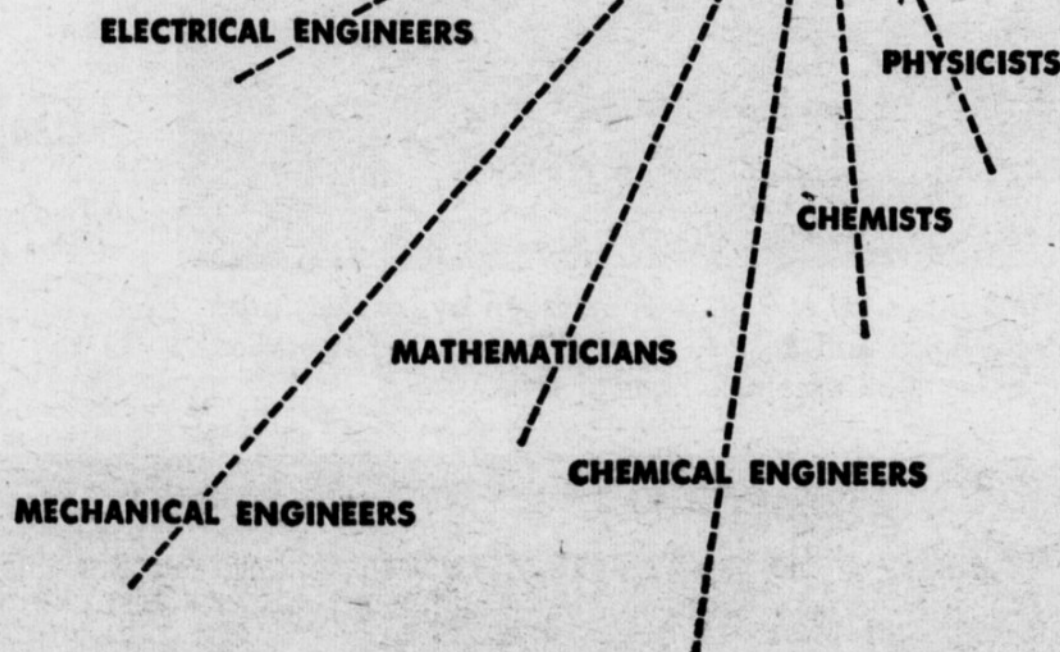 ELECTRICAL ENGINEERS
PHYSICISTS
CHEMISTS
MATHEMATICIANS
CHEMICAL ENGINEERS
MECHANICAL ENGINEERS